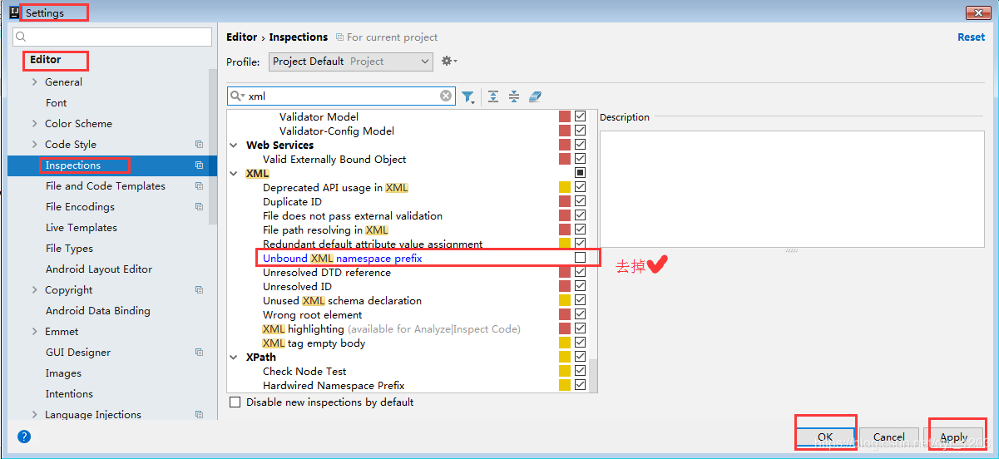 Settings
Editor › Inspections For current project Reset
Profile: Project Default Project
Editor
General
Font
Color Scheme
Code Style
Inspections
File and Code Templates
File Encodings
Live Templates
File Types
Android Layout Editor
Copyright
Android Data Binding
Emmet
GUI Designer
Images
Intentions
Language Injections
xml
Validator Model
Validator-Config Model
Web Services
Valid Externally Bound Object
XML
Deprecated API usage in XML
Duplicate ID
File does not pass external validation
File path resolving in XML
Redundant default attribute value assignment
Unbound XML namespace prefix
Unresolved DTD reference
Unresolved ID
Unused XML schema declaration
Wrong root element
XML highlighting (available for Analyze|Inspect Code)
XML tag empty body
XPath
Check Node Test
Hardwired Namespace Prefix
Disable new inspections by default
Description
去掉
?
OK Cancel Apply